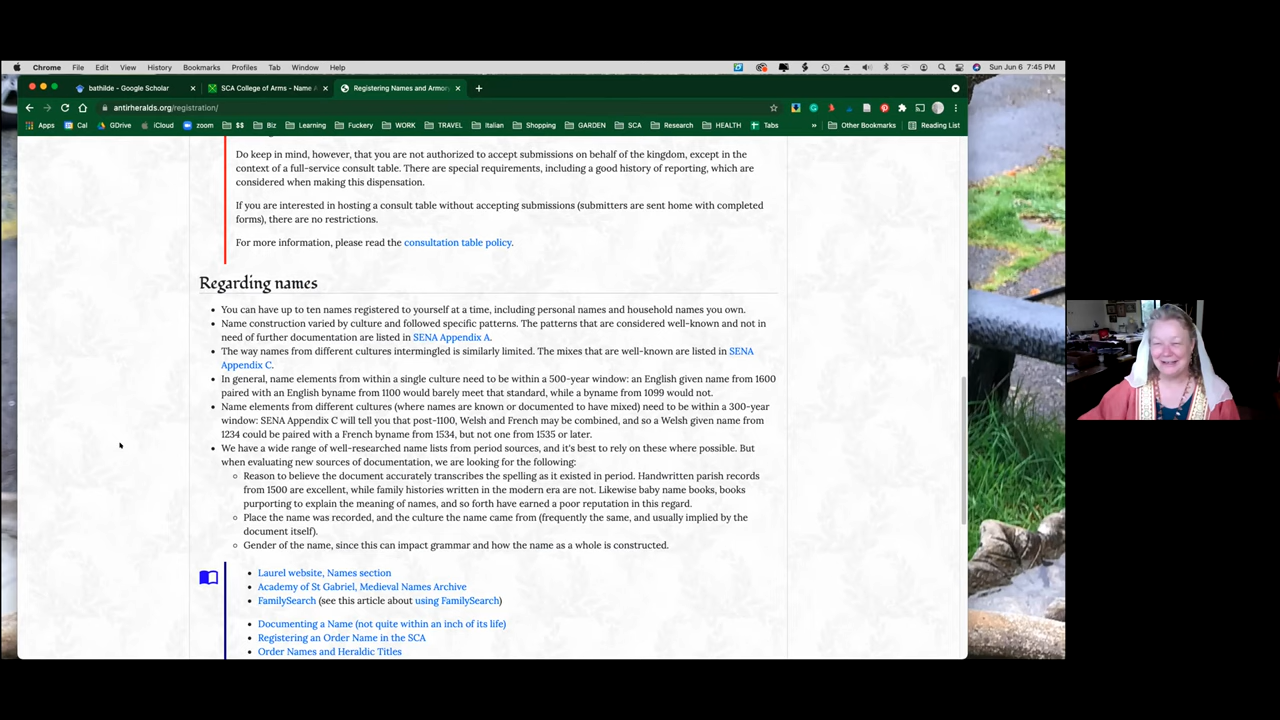 Chrome File Edit View History Bookmarks Profiles Tab Window Help Sun Jun 6 7:45 PM
bathilde - Google Scholar SCA College of Arms - Name A Registering Names and Armor
antirheralds.org/registration/
Apps Cal GDrive iCloud zoom $$ Biz Learning Fuckery WORK TRAVEL Italian Shopping GARDEN SCA Research HEALTH Tabs » Other Bookmarks Reading List
Do keep in mind, however, that you are not authorized to accept submissions on behalf of the kingdom, except in the
context of a full-service consult table. There are special requirements, including a good history of reporting, which are
considered when making this dispensation.
If you are interested in hosting a consult table without accepting submissions (submitters are sent home with completed
forms), there are no restrictions.
For more information, please read the consultation table policy.
Regarding names
• You can have up to ten names registered to yourself at a time, including personal names and household names you own.
• Name construction varied by culture and followed specific patterns. The patterns that are considered well-known and not in
need of further documentation are listed in SENA Appendix A.
• The way names from different cultures intermingled is similarly limited. The mixes that are well-known are listed in SENA
Appendix C.
• In general, name elements from within a single culture need to be within a 500-year window: an English given name from 1600
paired with an English byname from 1100 would barely meet that standard, while a byname from 1099 would not.
• Name elements from different cultures (where names are known or documented to have mixed) need to be within a 300-year
window: SENA Appendix C will tell you that post-1100, Welsh and French may be combined, and so a Welsh given name from
1234 could be paired with a French byname from 1534, but not one from 1535 or later.
• We have a wide range of well-researched name lists from period sources, and it's best to rely on these where possible. But
when evaluating new sources of documentation, we are looking for the following:
◦ Reason to believe the document accurately transcribes the spelling as it existed in period. Handwritten parish records
from 1500 are excellent, while family histories written in the modern era are not. Likewise baby name books, books
purporting to explain the meaning of names, and so forth have earned a poor reputation in this regard.
◦ Place the name was recorded, and the culture the name came from (frequently the same, and usually implied by the
document itself).
◦ Gender of the name, since this can impact grammar and how the name as a whole is constructed.
• Laurel website, Names section
• Academy of St Gabriel, Medieval Names Archive
• FamilySearch (see this article about using FamilySearch)
• Documenting a Name (not quite within an inch of its life)
• Registering an Order Name in the SCA
• Order Names and Heraldic Titles